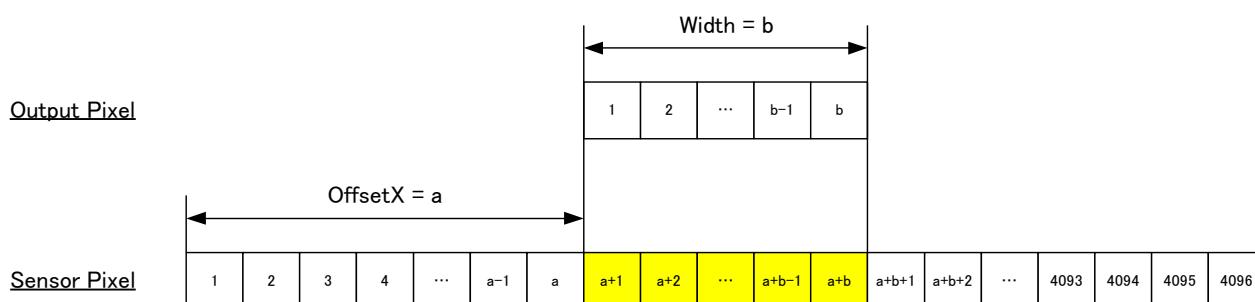 Width = b
Output Pixel 1 2 … b-1 b
OffsetX = a
Sensor Pixel 1 2 3 4 … a-1 a a+1 a+2 … a+b-1 a+b a+b+1 a+b+2 … 4093 4094 4095 4096